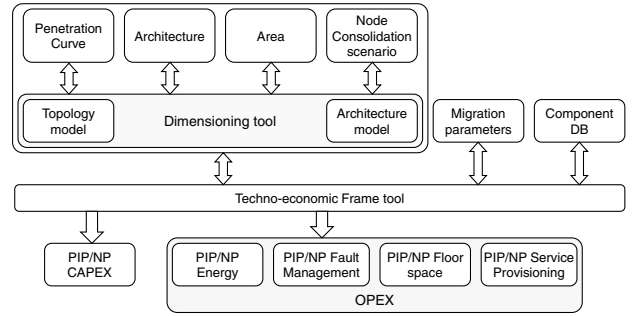 Penetration
Curve
Architecture
Area
Node
Consolidation
scenario
Topology
model
Dimensioning tool
Architecture
model
Migration
parameters
Component
DB
Techno-economic Frame tool
PIP/NP
CAPEX
PIP/NP
Energy
PIP/NP Fault
Management
PIP/NP Floor
space
PIP/NP Service
Provisioning
OPEX